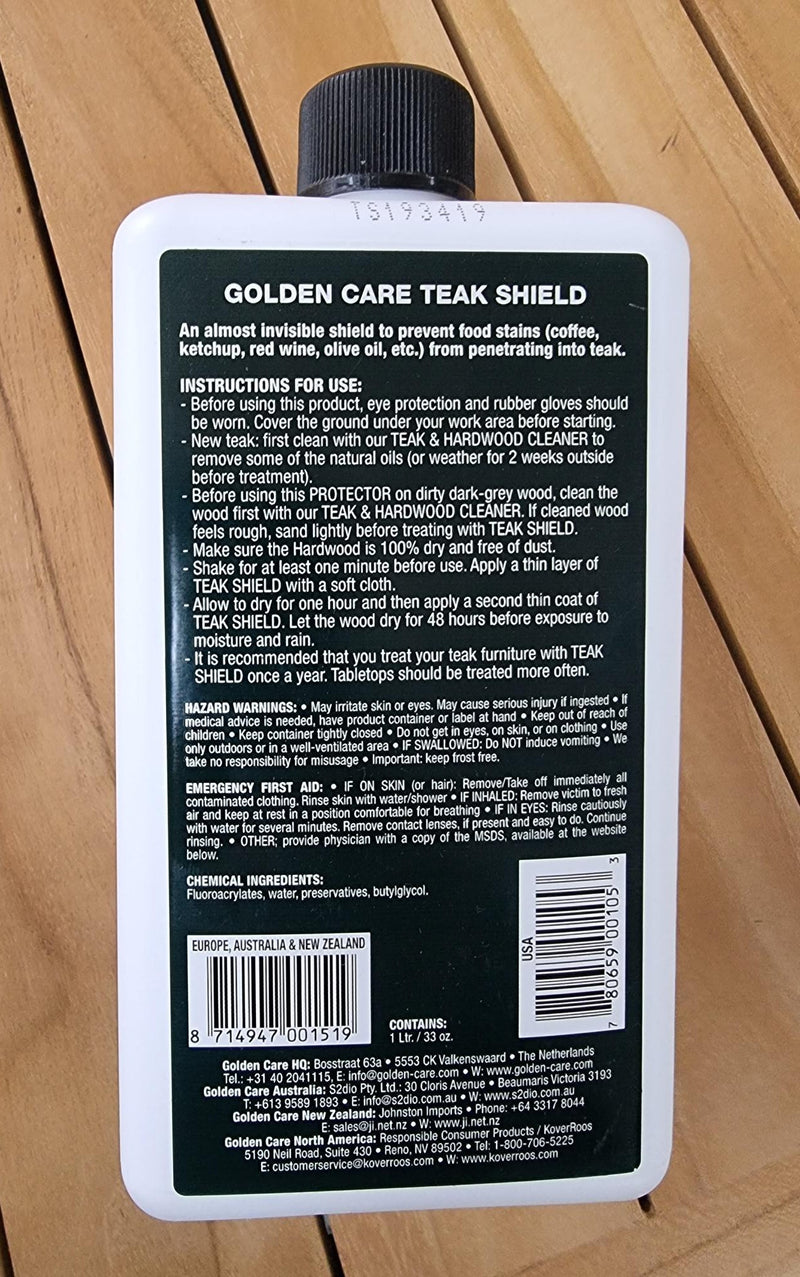 TS193419
GOLDEN CARE TEAK SHIELD
An almost invisible shield to prevent food stains (coffee,
ketchup, red wine, olive oil, etc.) from penetrating into teak.
INSTRUCTIONS FOR USE:
- Before using this product, eye protection and rubber gloves should
be worn. Cover the ground under your work area before starting.
- New teak: first clean with our TEAK & HARDWOOD CLEANER to
remove some of the natural oils (or weather for 2 weeks outside
before treatment).
- Before using this PROTECTOR on dirty dark-grey wood, clean the
wood first with our TEAK & HARDWOOD CLEANER. If cleaned wood
feels rough, sand lightly before treating with TEAK SHIELD.
- Make sure the Hardwood is 100% dry and free of dust.
- Shake for at least one minute before use. Apply a thin layer of
TEAK SHIELD with a soft cloth.
- Allow to dry for one hour and then apply a second thin coat of
TEAK SHIELD. Let the wood dry for 48 hours before exposure to
moisture and rain.
- It is recommended that you treat your teak furniture with TEAK
SHIELD once a year. Tabletops should be treated more often.
HAZARD WARNINGS: • May irritate skin or eyes. May cause serious injury if ingested • If
medical advice is needed, have product container or label at hand • Keep out of reach of
children • Keep container tightly closed • Do not get in eyes, on skin, or on clothing • Use
only outdoors or in a well-ventilated area • IF SWALLOWED: Do NOT induce vomiting • We
take no responsibility for misusage • Important: keep frost free.
EMERGENCY FIRST AID: • IF ON SKIN (or hair): Remove/Take off immediately all
contaminated clothing. Rinse skin with water/shower • IF INHALED: Remove victim to fresh
air and keep at rest in a position comfortable for breathing • IF IN EYES: Rinse cautiously
with water for several minutes. Remove contact lenses, if present and easy to do. Continue
rinsing. • OTHER; provide physician with a copy of the MSDS, available at the website
below.
CHEMICAL INGREDIENTS:
Fluoroacrylates, water, preservatives, butylglycol.
EUROPE, AUSTRALIA & NEW ZEALAND
8 714947 001519
CONTAINS:
1 Ltr. / 33 oz.
USA
7 80659 00105 3
Golden Care HQ: Bosstraat 63a • 5553 CK Valkenswaard • The Netherlands
Tel.: +31 40 2041115, E: info@golden-care.com • W: www.golden-care.com
Golden Care Australia: S2dio Pty. Ltd.: 30 Cloris Avenue • Beaumaris Victoria 3193
T: +613 9589 1893 • E: info@s2dio.com.au • W: www.s2dio.com.au
Golden Care New Zealand: Johnston Imports • Phone: +64 3317 8044
E: sales@ji.net.nz • W: www.ji.net.nz
Golden Care North America: Responsible Consumer Products / KoverRoos
5190 Neil Road, Suite 430 • Reno, NV 89502 • Tel: 1-800-706-5225
E: customerservice@koverroos.com • W: www.koverroos.com